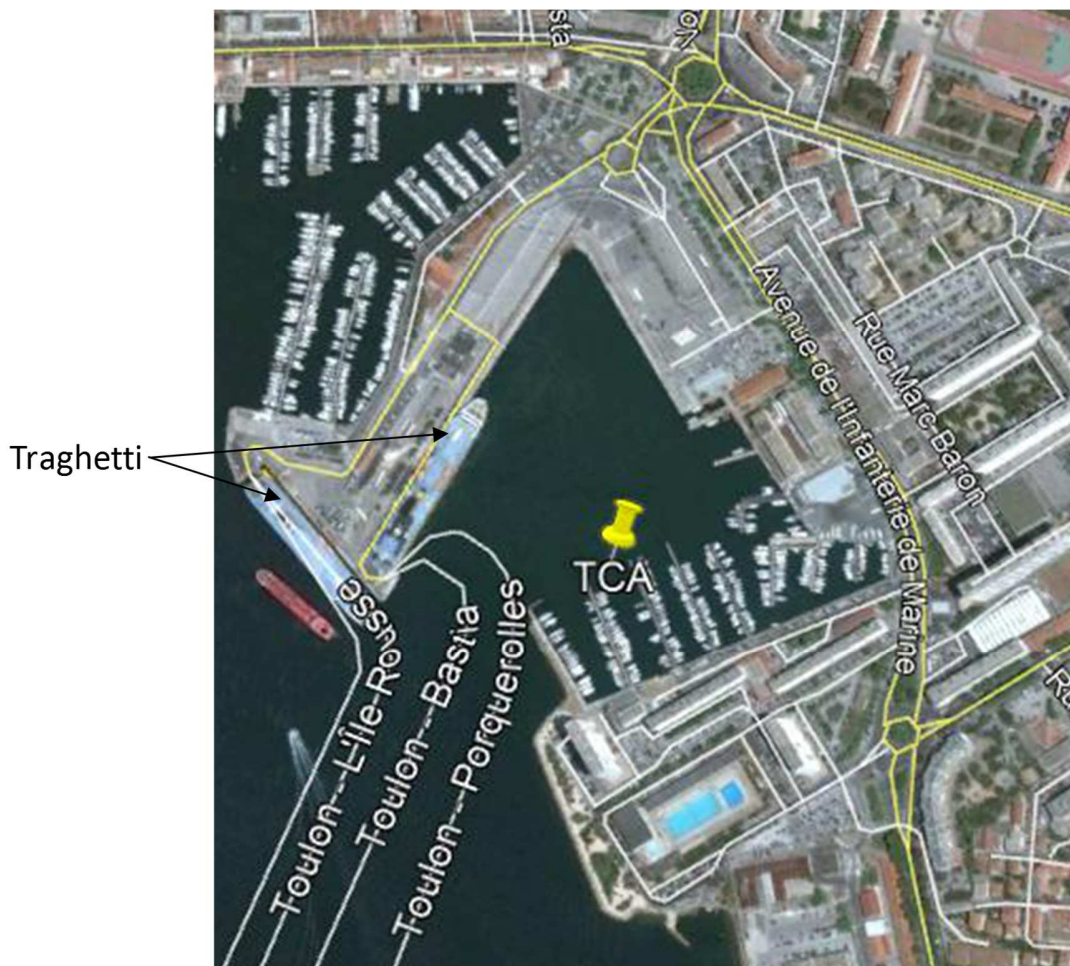 Traghetti
Avenue de l'Infanterie de Marine
Rue Marc Baron
TCA
Toulon---L'Île-Rousse
Toulon---Bastia
Toulon---Porquerolles